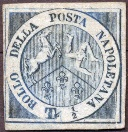 BOLLO DELLA POSTA NAPOLETANA
½ T